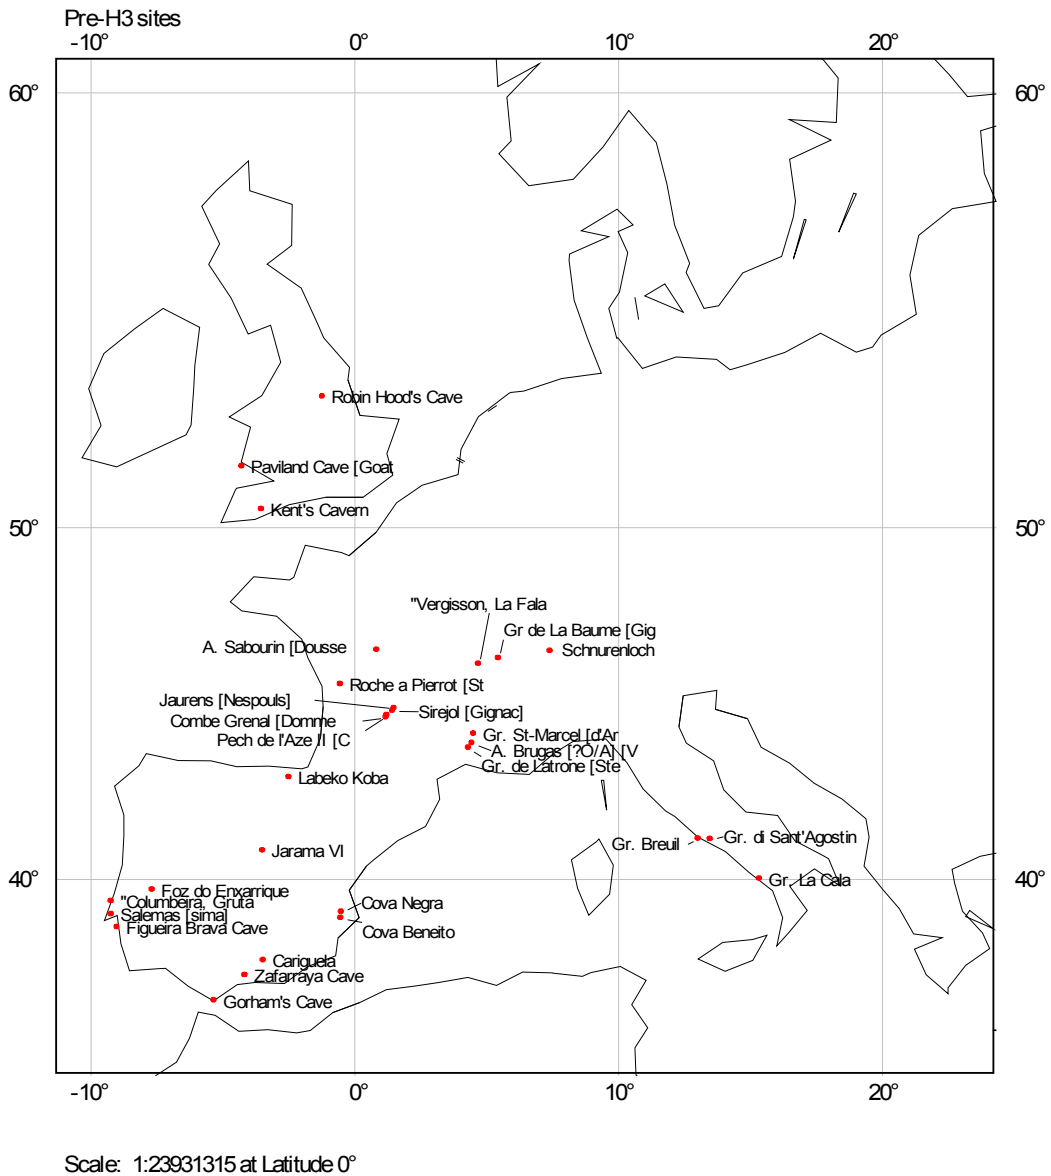 Pre-H3 sites
-10° 0° 10° 20°
60° 60°
Robin Hood's Cave
Paviland Cave [Goat
Kent's Cavern
50° 50°
"Vergisson, La Fala
Gr de La Baume [Gig
A. Sabourin [Dousse
Schnurenloch
Roche a Pierrot [St
Jaurens [Nespouls]
Sirejol [Gignac]
Combe Grenal [Domme
Gr. St-Marcel [d'Ar
Pech de l'Aze II [C
A. Brugas [?O/A] [V
Gr. de Latrone [Ste
Labeko Koba
Gr. di Sant'Agostin
Gr. Breuil
Jarama VI
40° 40°
Gr. La Cala
Foz do Enxarrique
"Columbeira, Gruta
Cova Negra
Salemas [sima]
Figueira Brava Cave
Cova Beneito
Cariguela
Zafarraya Cave
Gorham's Cave
-10° 0° 10° 20°
Scale: 1:23931315 at Latitude 0°